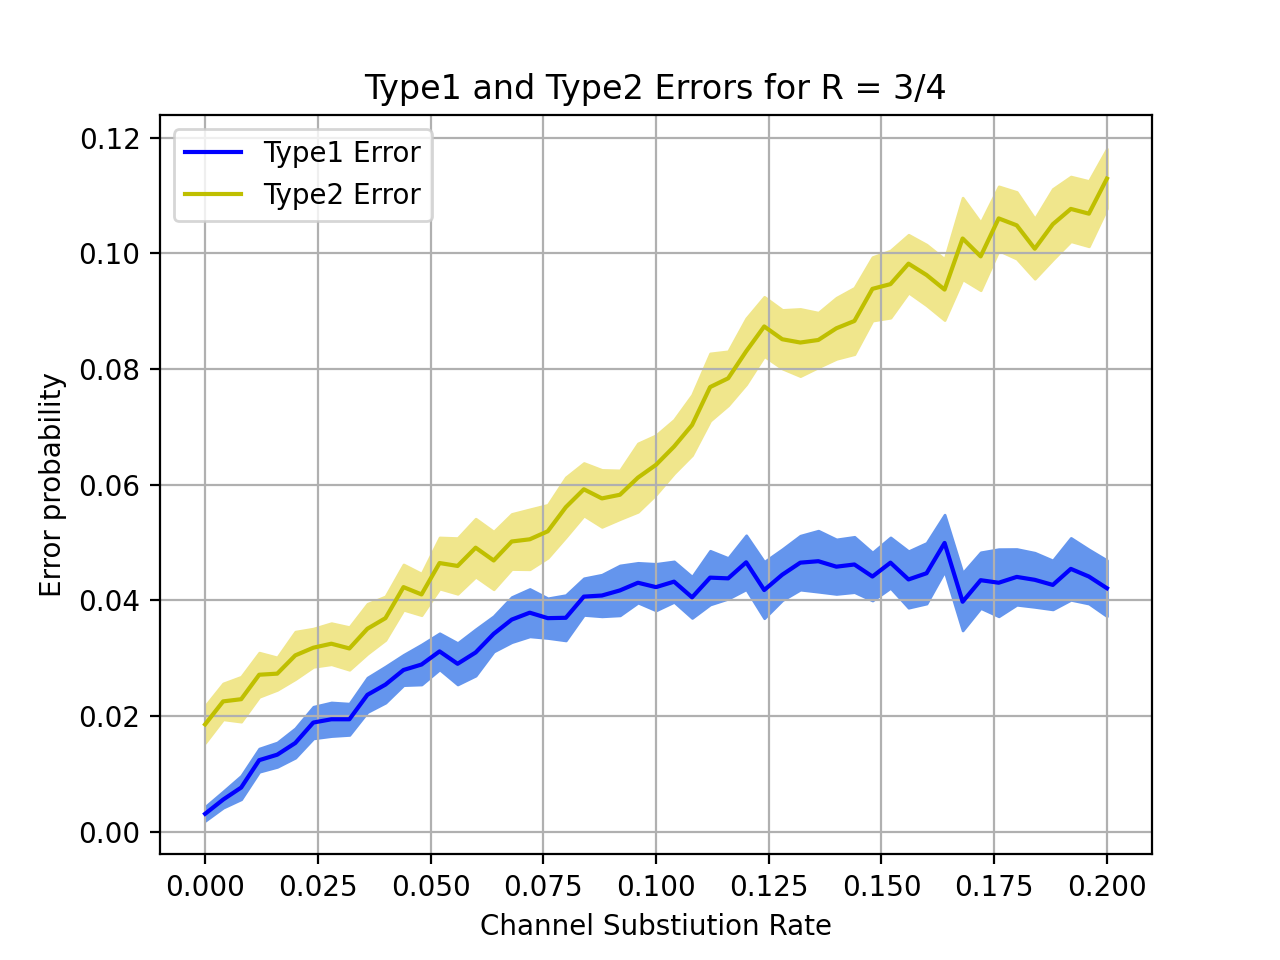 Type1 and Type2 Errors for R = 3/4
Type1 Error
Type2 Error
0.12
0.10
0.08
0.06
0.04
0.02
0.00
Error probability
0.000 0.025 0.050 0.075 0.100 0.125 0.150 0.175 0.200
Channel Substiution Rate